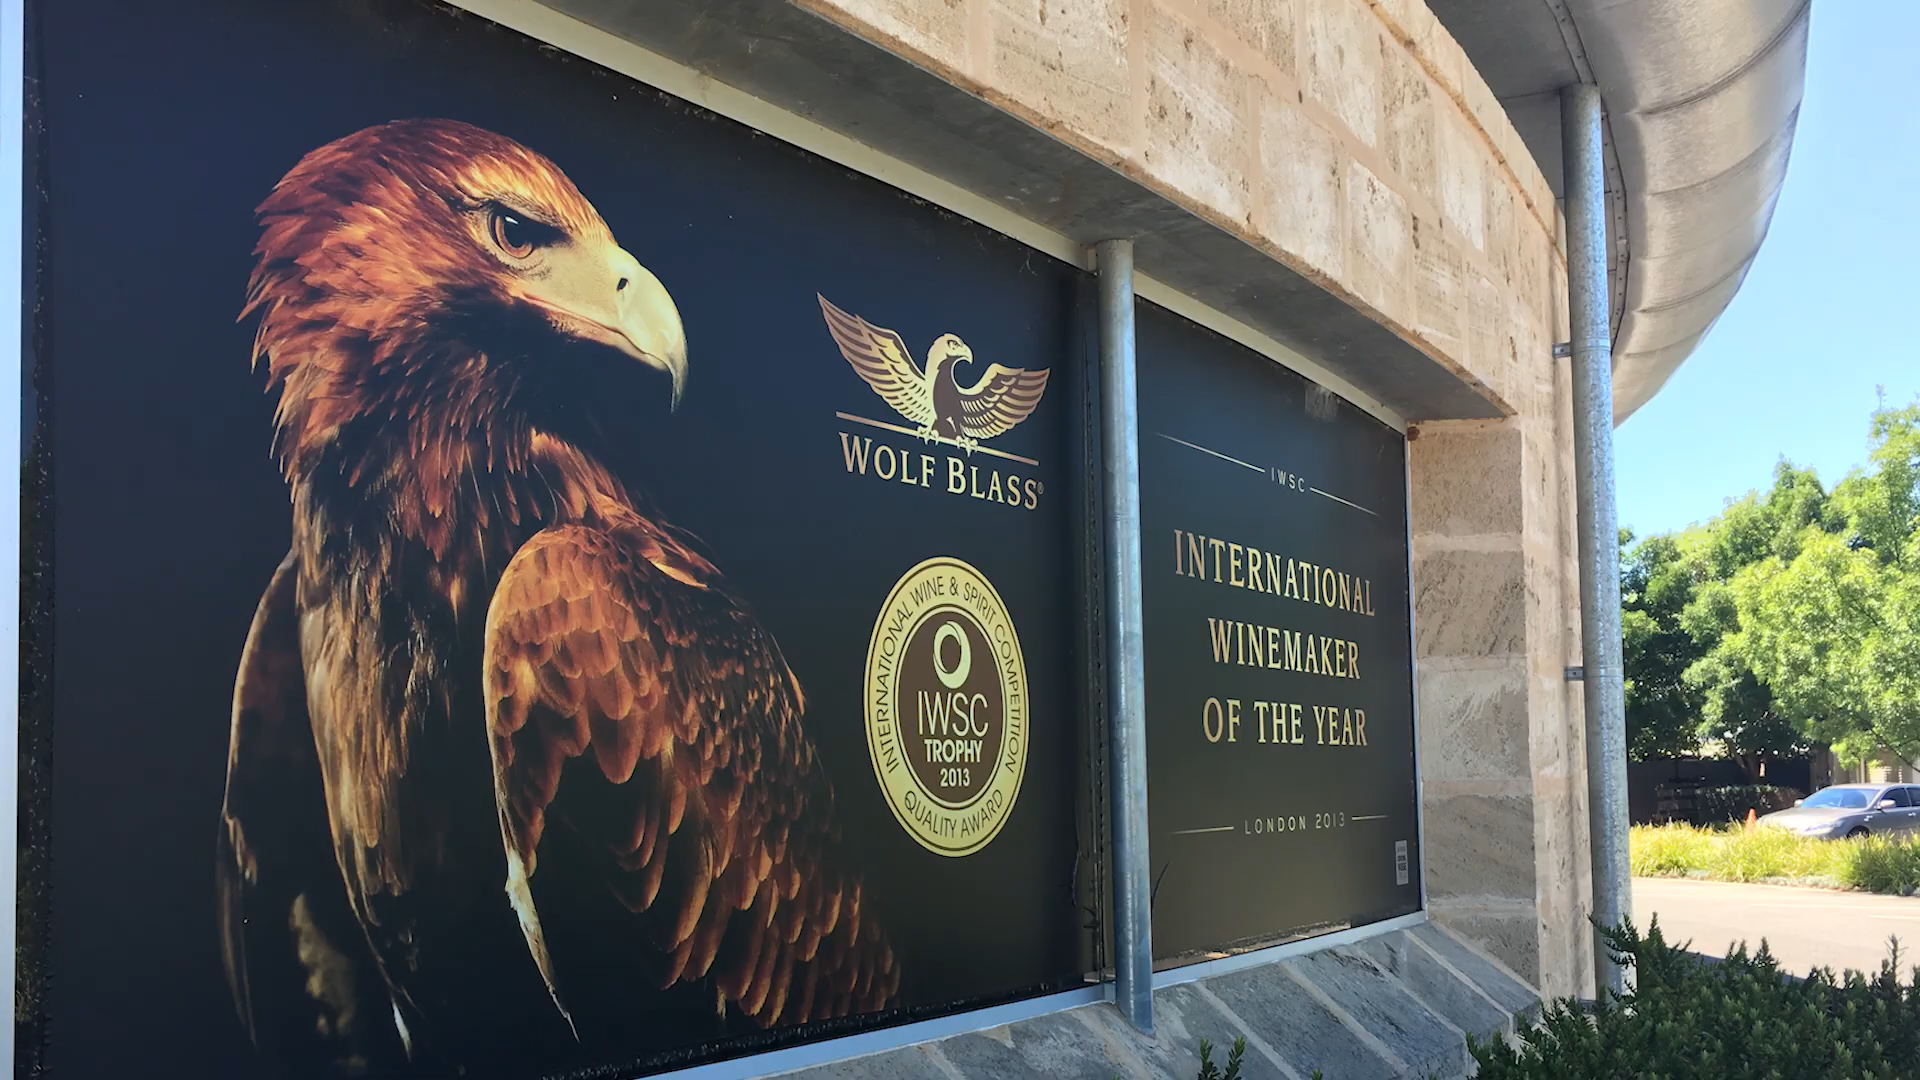 WOLF BLASS®
INTERNATIONAL WINE & SPIRIT COMPETITION
IWSC
TROPHY
2013
QUALITY AWARD
IWSC
INTERNATIONAL
WINEMAKER
OF THE YEAR
LONDON 2013